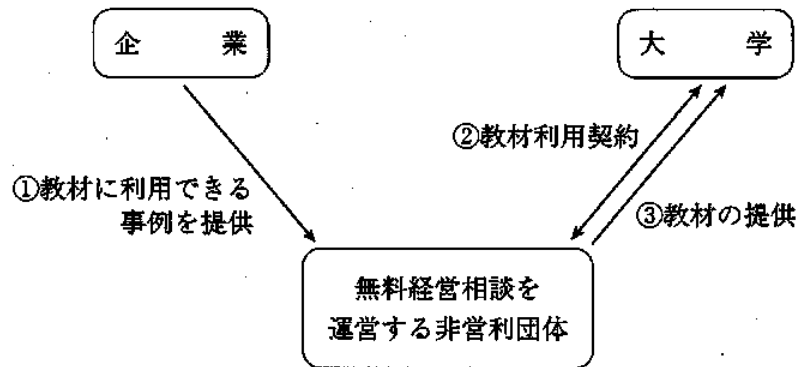 企業
大学
②教材利用契約
①教材に利用できる
事例を提供
③教材の提供
無料経営相談を
運営する非営利団体